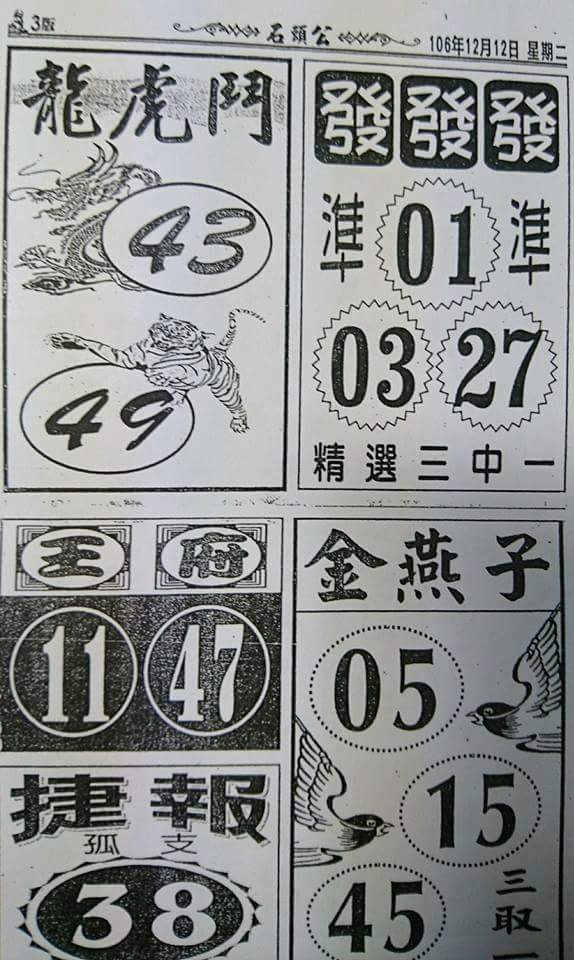 3版
石頭公
106年12月12日 星期二
龍虎鬥
43
49
發發發
準 01 準
03 27
精選三中一
王府
11 47
捷報
孤支
38
金燕子
05
15
45
三取一